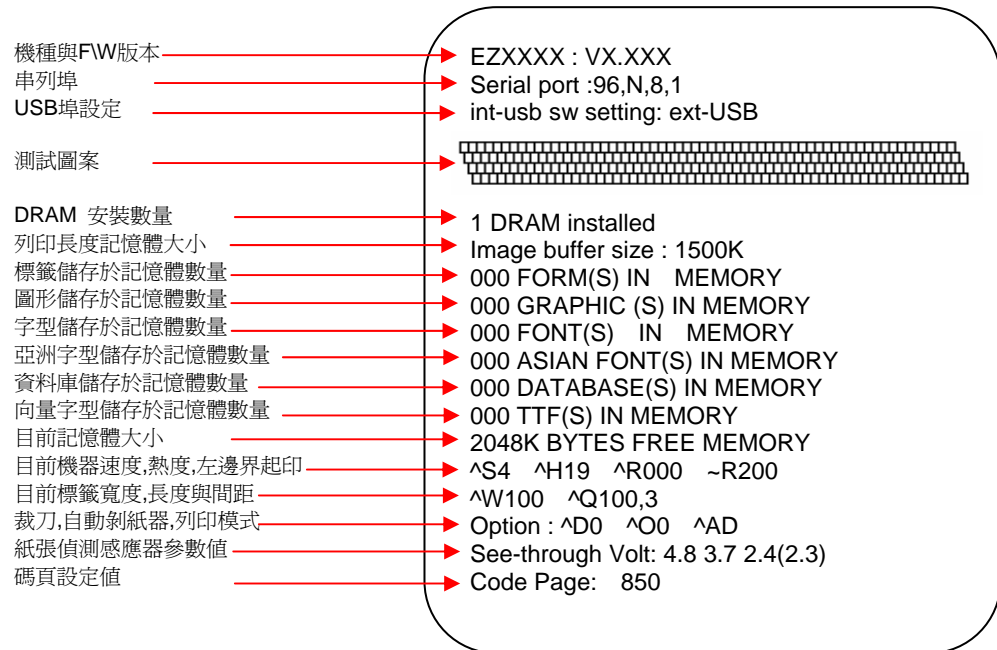 機種與F\W版本 EZXXXX : VX.XXX
串列埠 Serial port :96,N,8,1
USB埠設定 int-usb sw setting: ext-USB
測試圖案
DRAM 安裝數量 1 DRAM installed
列印長度記憶體大小 Image buffer size : 1500K
標籤儲存於記憶體數量 000 FORM(S) IN MEMORY
圖形儲存於記憶體數量 000 GRAPHIC (S) IN MEMORY
字型儲存於記憶體數量 000 FONT(S) IN MEMORY
亞洲字型儲存於記憶體數量 000 ASIAN FONT(S) IN MEMORY
資料庫儲存於記憶體數量 000 DATABASE(S) IN MEMORY
向量字型儲存於記憶體數量 000 TTF(S) IN MEMORY
目前記憶體大小 2048K BYTES FREE MEMORY
目前機器速度,熱度,左邊界起印 ^S4 ^H19 ^R000 ~R200
目前標籤寬度,長度與間距 ^W100 ^Q100,3
裁刀,自動剝紙器,列印模式 Option : ^D0 ^O0 ^AD
紙張偵測感應器參數值 See-through Volt: 4.8 3.7 2.4(2.3)
碼頁設定值 Code Page: 850